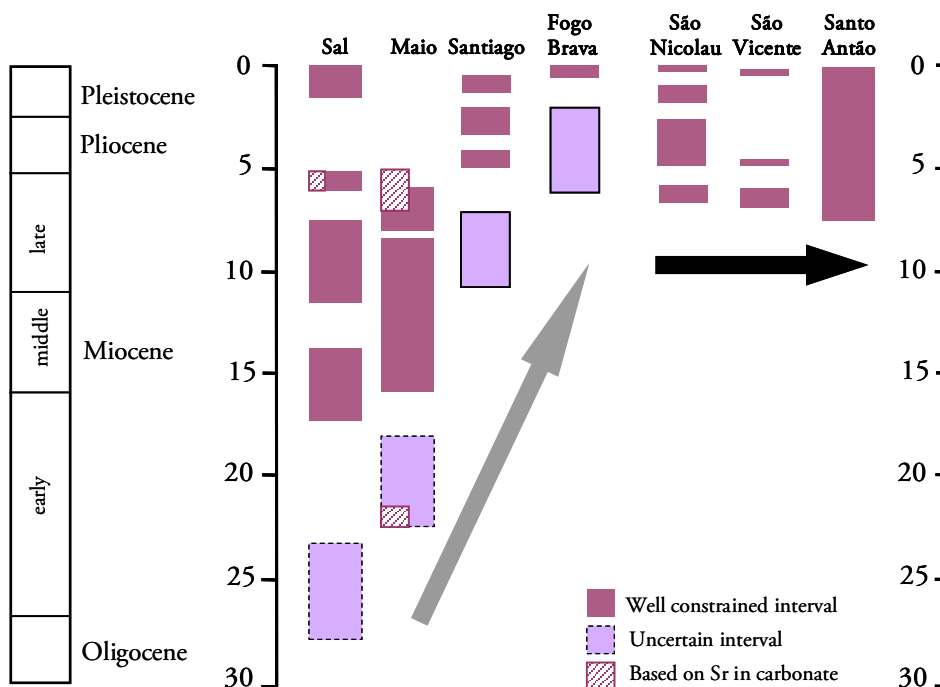 Sal
Maio
Santiago
Fogo
Brava
São
Nicolau
São
Vicente
Santo
Antão
Pleistocene
Pliocene
late
middle
Miocene
early
Oligocene
0
5
10
15
20
25
30
0
5
10
15
20
25
30
Well constrained interval
Uncertain interval
Based on Sr in carbonate